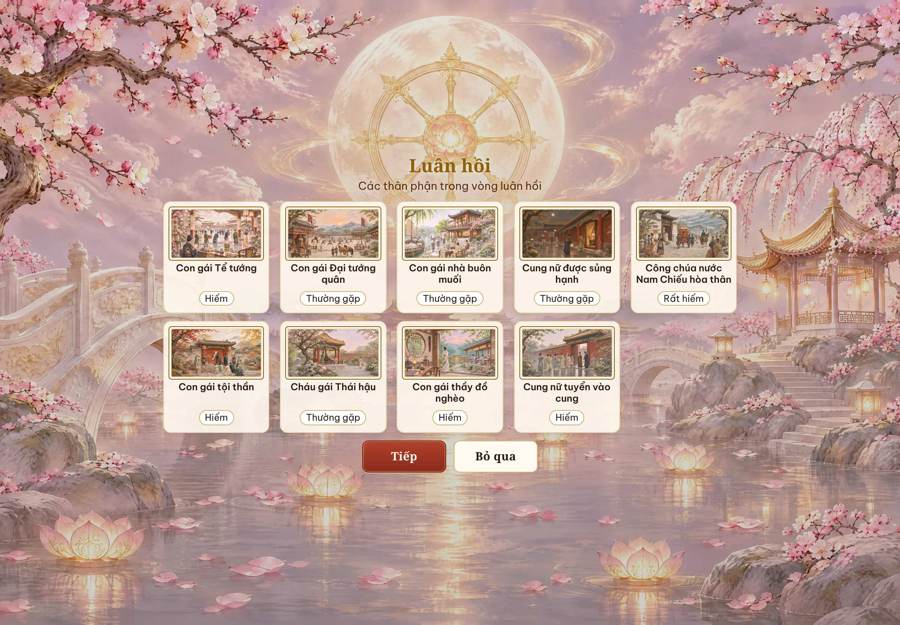 Luân hồi
Các thân phận trong vòng luân hồi
Con gái Tể tướng
Hiếm
Con gái Đại tướng
quân
Thường gặp
Con gái nhà buôn
muối
Thường gặp
Cung nữ được sủng
hạnh
Thường gặp
Công chúa nước
Nam Chiếu hòa thân
Rất hiếm
Con gái tội thần
Hiếm
Cháu gái Thái hậu
Thường gặp
Con gái thầy đồ
nghèo
Hiếm
Cung nữ tuyển vào
cung
Hiếm
Tiếp
Bỏ qua